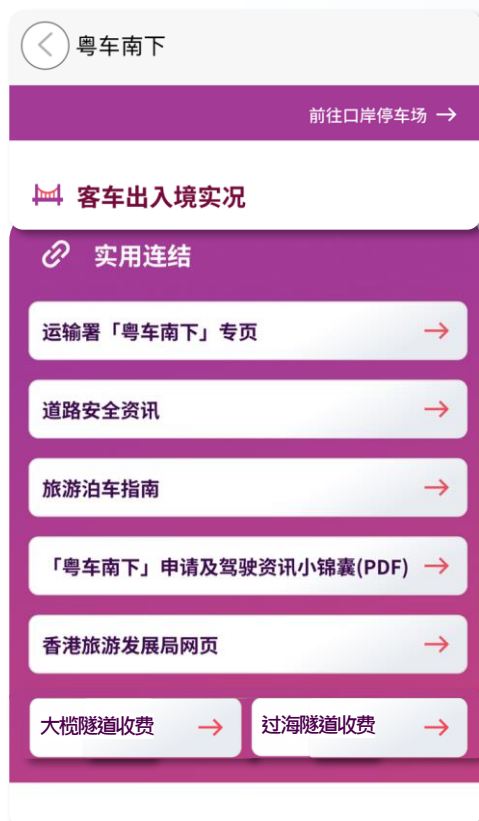 粤车南下
前往口岸停车场
客车出入境实况
实用连结
运输署「粤车南下」专页
道路安全资讯
旅游泊车指南
「粤车南下」申请及驾驶资讯小锦囊(PDF)
香港旅游发展局网页
大榄隧道收费
过海隧道收费